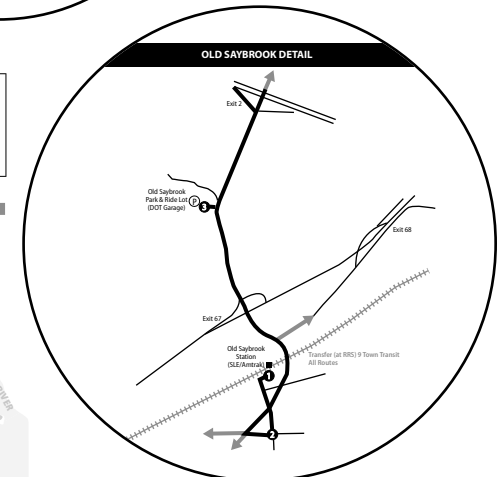 OLD SAYBROOK DETAIL
Exit 2
Old Saybrook
Park & Ride Lot
(DOT Garage)
P
3
Exit 68
Exit 67
Old Saybrook
Station
(SLE/Amtrak)
1
Transfer (at RRS) 9 Town Transit
All Routes
2